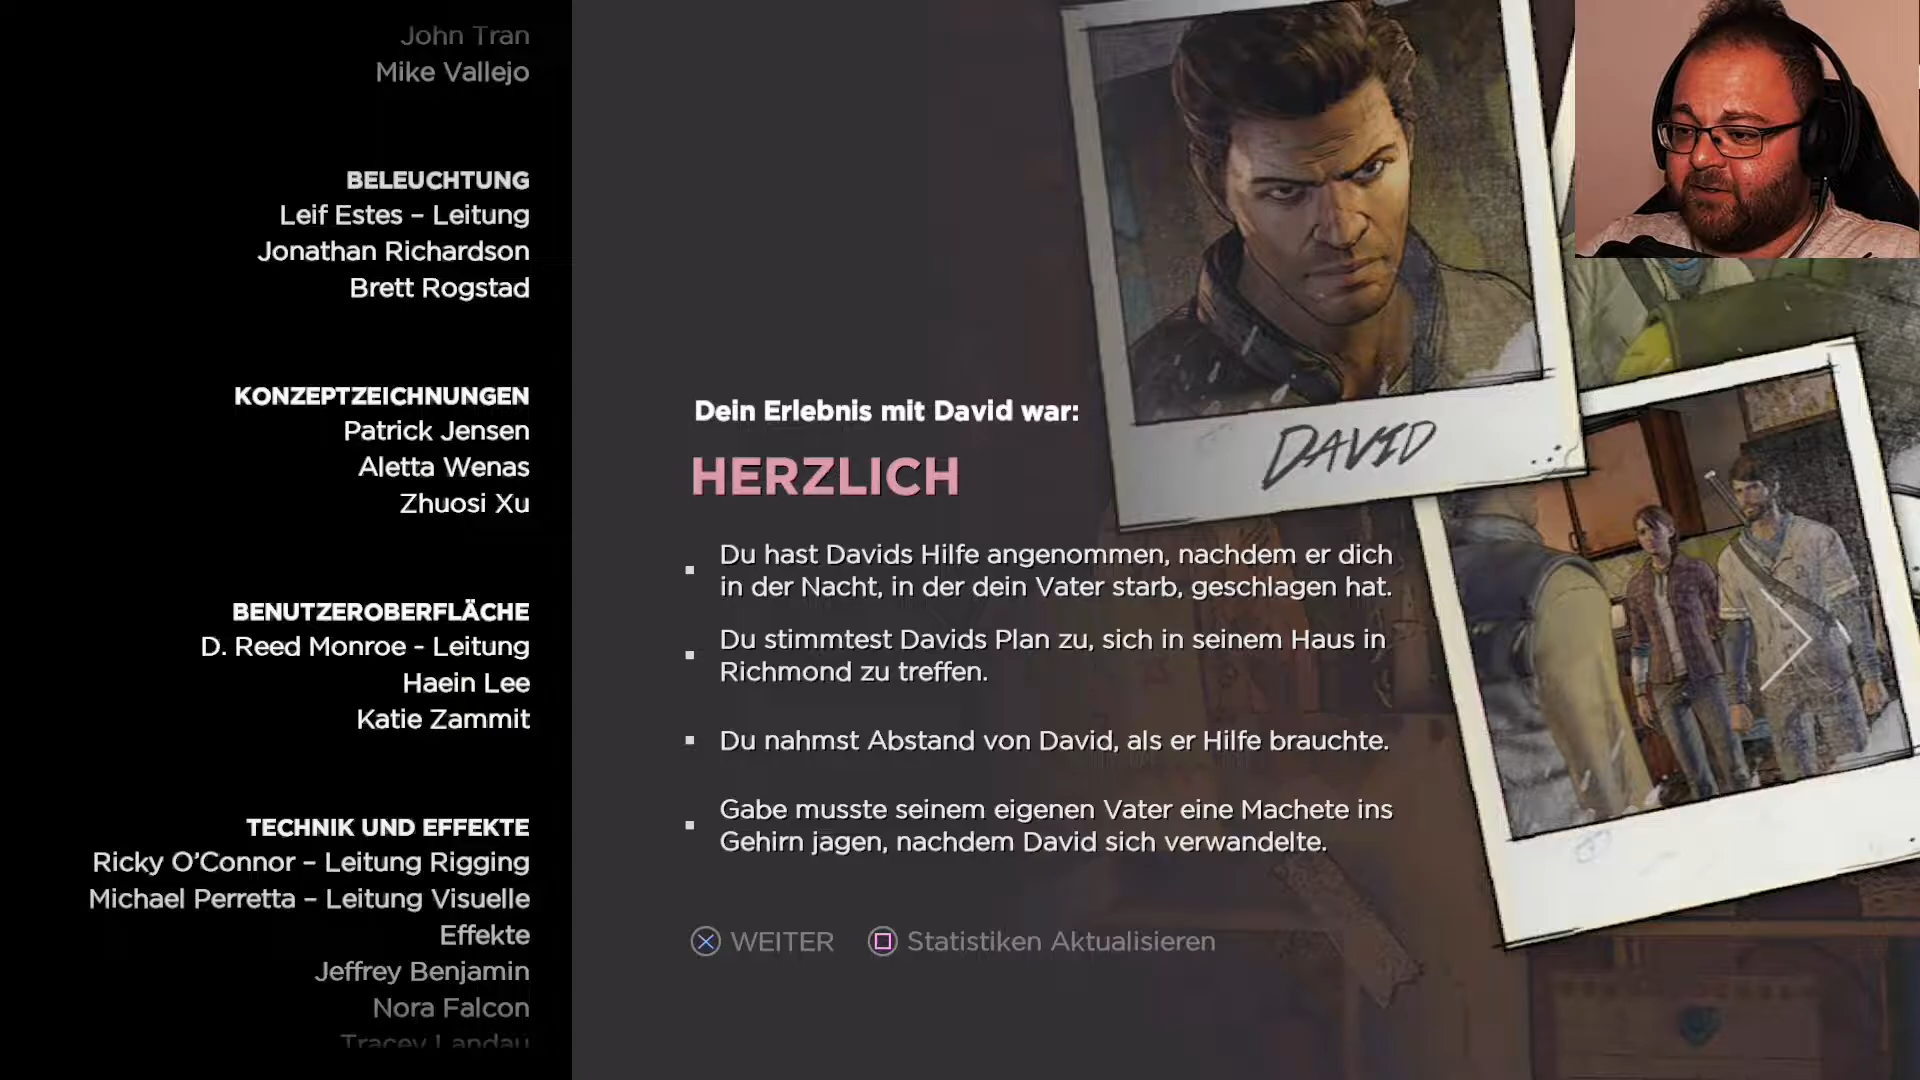 John Tran
Mike Vallejo
BELEUCHTUNG
Leif Estes – Leitung
Jonathan Richardson
Brett Rogstad
KONZEPTZEICHNUNGEN
Patrick Jensen
Aletta Wenas
Zhuosi Xu
BENUTZEROBERFLÄCHE
D. Reed Monroe - Leitung
Haein Lee
Katie Zammit
TECHNIK UND EFFEKTE
Ricky O’Connor – Leitung Rigging
Michael Perretta – Leitung Visuelle
Effekte
Jeffrey Benjamin
Nora Falcon
Tracey Landau
DAVID
Dein Erlebnis mit David war:
HERZLICH
▪ Du hast Davids Hilfe angenommen, nachdem er dich
in der Nacht, in der dein Vater starb, geschlagen hat.
▪ Du stimmtest Davids Plan zu, sich in seinem Haus in
Richmond zu treffen.
▪ Du nahmst Abstand von David, als er Hilfe brauchte.
▪ Gabe musste seinem eigenen Vater eine Machete ins
Gehirn jagen, nachdem David sich verwandelte.
WEITER Statistiken Aktualisieren